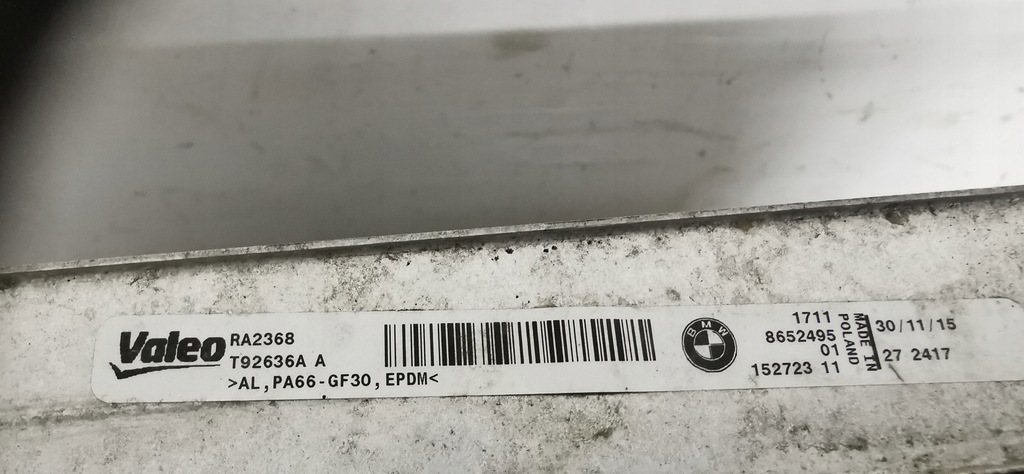 Valeo
RA2368
T92636A A
>AL,PA66-GF30,EPDM<
BMW
1711
8652495
01
152723 11
MADE IN
POLAND
30/11/15
27 2417